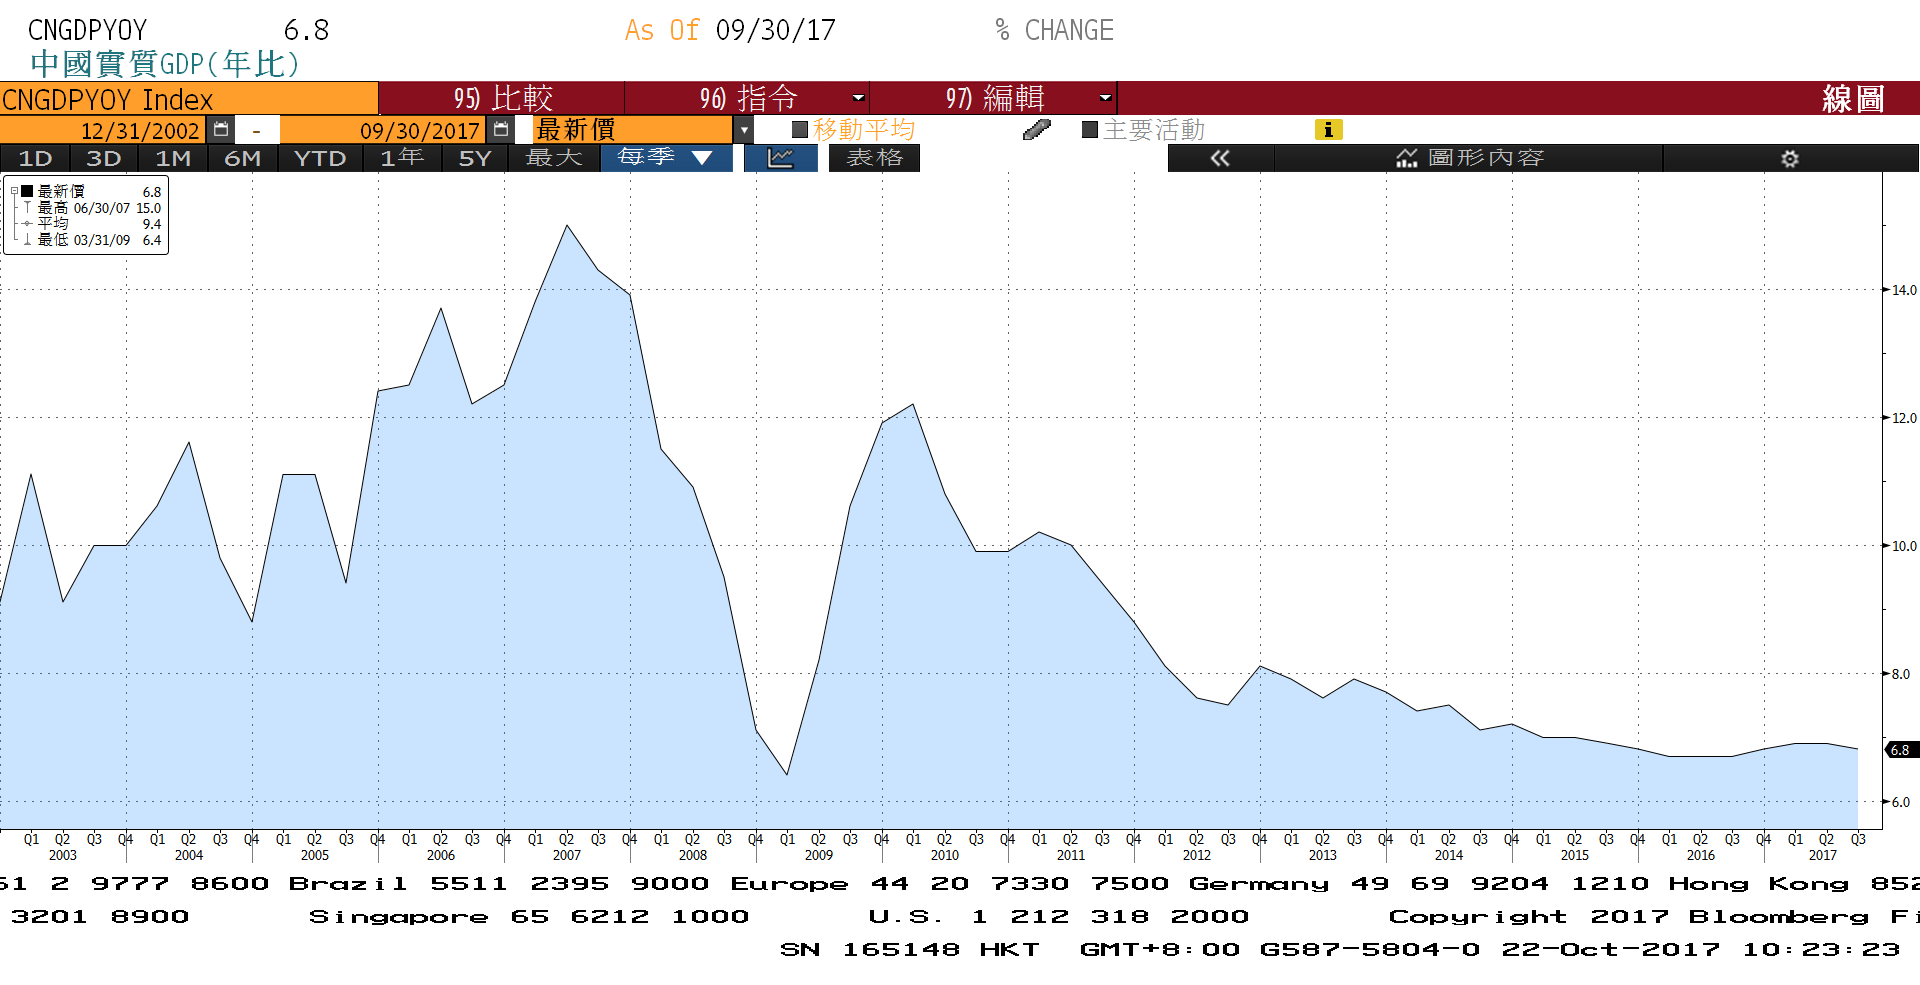 CNGDPYOY 6.8 As Of 09/30/17 % CHANGE
中國實質GDP(年比)
CNGDPYOY Index 95) 比較 96) 指令 97) 編輯 線圖
12/31/2002 - 09/30/2017 最新價 移動平均 主要活動
1D 3D 1M 6M YTD 1年 5Y 最大 每季 ▼ 表格 « 圖形內容
最新價 6.8
最高 06/30/07 15.0
平均 9.4
最低 03/31/09 6.4
14.0
12.0
10.0
8.0
6.8
6.0
Q1 Q2 Q3 Q4 Q1 Q2 Q3 Q4 Q1 Q2 Q3 Q4 Q1 Q2 Q3 Q4 Q1 Q2 Q3 Q4 Q1 Q2 Q3 Q4 Q1 Q2 Q3 Q4 Q1 Q2 Q3 Q4 Q1 Q2 Q3 Q4 Q1 Q2 Q3 Q4 Q1 Q2 Q3 Q4 Q1 Q2 Q3 Q4 Q1 Q2 Q3 Q4 Q1 Q2 Q3 Q4 Q1 Q2 Q3
2003 2004 2005 2006 2007 2008 2009 2010 2011 2012 2013 2014 2015 2016 2017
61 2 9777 8600 Brazil 5511 2395 9000 Europe 44 20 7330 7500 Germany 49 69 9204 1210 Hong Kong 852
3201 8900 Singapore 65 6212 1000 U.S. 1 212 318 2000 Copyright 2017 Bloomberg Fi
SN 165148 HKT GMT+8:00 G587-5804-0 22-Oct-2017 10:23:23